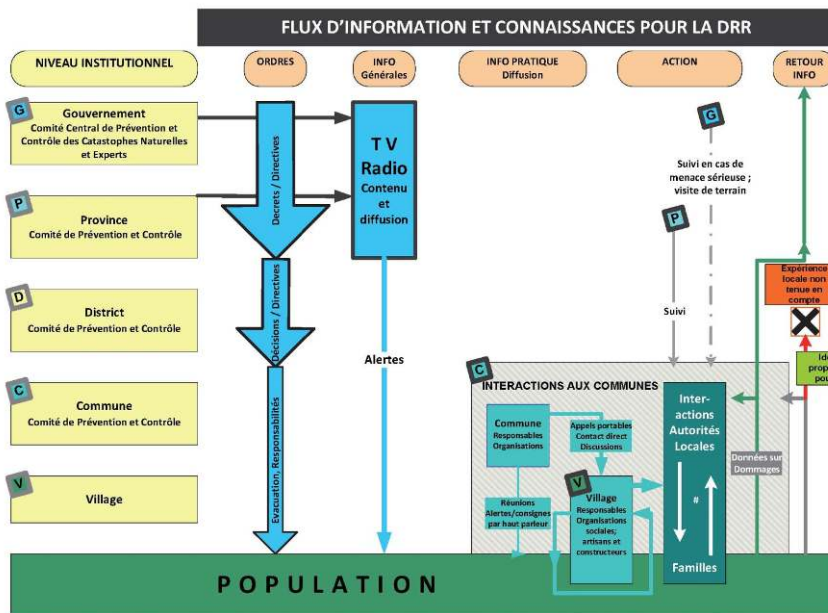 FLUX D'INFORMATION ET CONNAISSANCES POUR LA DRR
NIVEAU INSTITUTIONNEL
ORDRES
INFO
Générales
INFO PRATIQUE
Diffusion
ACTION
RETOUR
INFO
G
Gouvernement
Comité Central de Prévention et
Contrôle des Catastophes Naturelles
et Experts
P
Province
Comité de Prévention et Contrôle
D
District
Comité de Prévention et Contrôle
C
Commune
Comité de Prévention et Contrôle
V
Village
Decrets / Directives
Décisions / Directives
Evacuation, Responsabilités
T V
Radio
Contenu
et
diffusion
Alertes
G
Suivi en cas de
menace sérieuse ;
visite de terrain
P
Suivi
Expérience
locale non
tenue en
compte
C
INTERACTIONS AUX COMMUNES
Commune
Responsables
Organisations
Appels portables
Contact direct
Discussions
Réunions
Alertes/consignes
par haut parleur
V
Village
Responsables
Organisations
sociales;
artisans et
constructeurs
Inter-
actions
Autorités
Locales
#
Familles
Données sur
Dommages
POPULATION